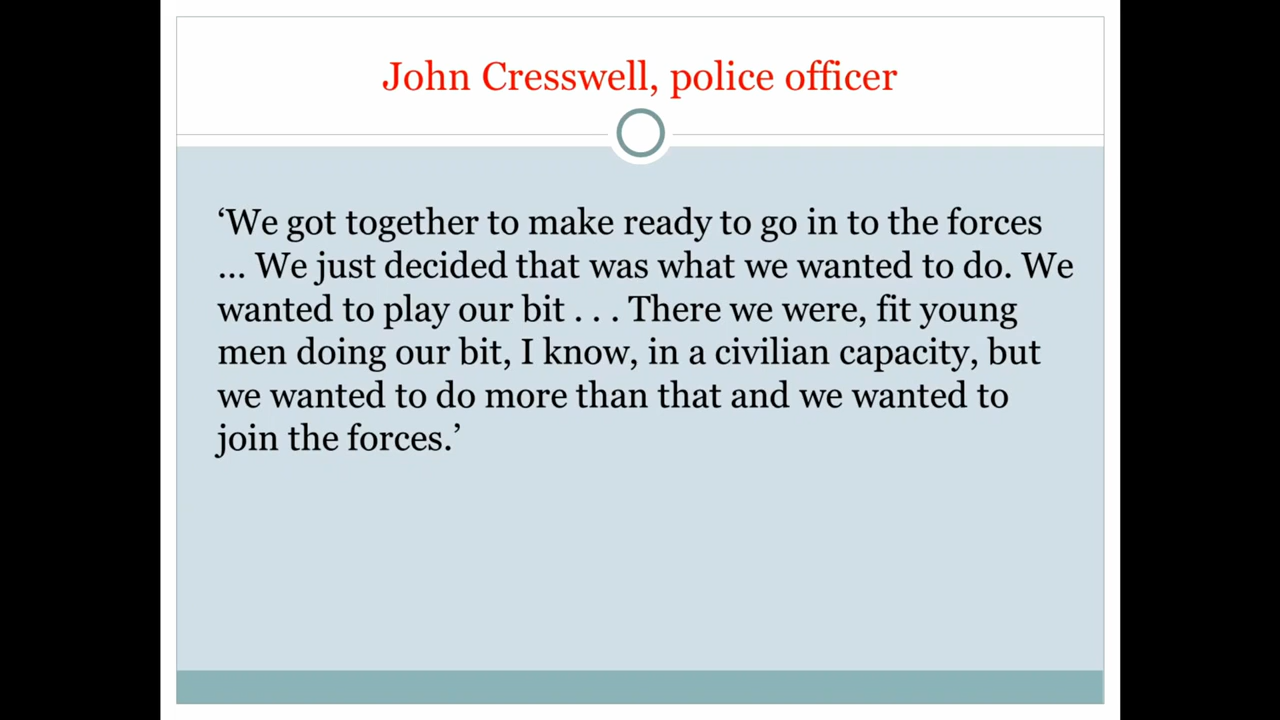 John Cresswell, police officer
‘We got together to make ready to go in to the forces
… We just decided that was what we wanted to do. We
wanted to play our bit . . . There we were, fit young
men doing our bit, I know, in a civilian capacity, but
we wanted to do more than that and we wanted to
join the forces.’